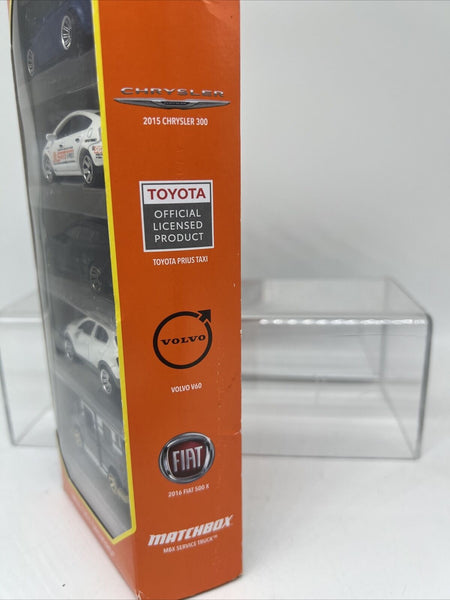 CHRYSLER
2015 CHRYSLER 300
TOYOTA
OFFICIAL
LICENSED
PRODUCT
TOYOTA PRIUS TAXI
VOLVO
VOLVO V60
FIAT
2016 FIAT 500 X
MATCHBOX
MBX SERVICE TRUCK™